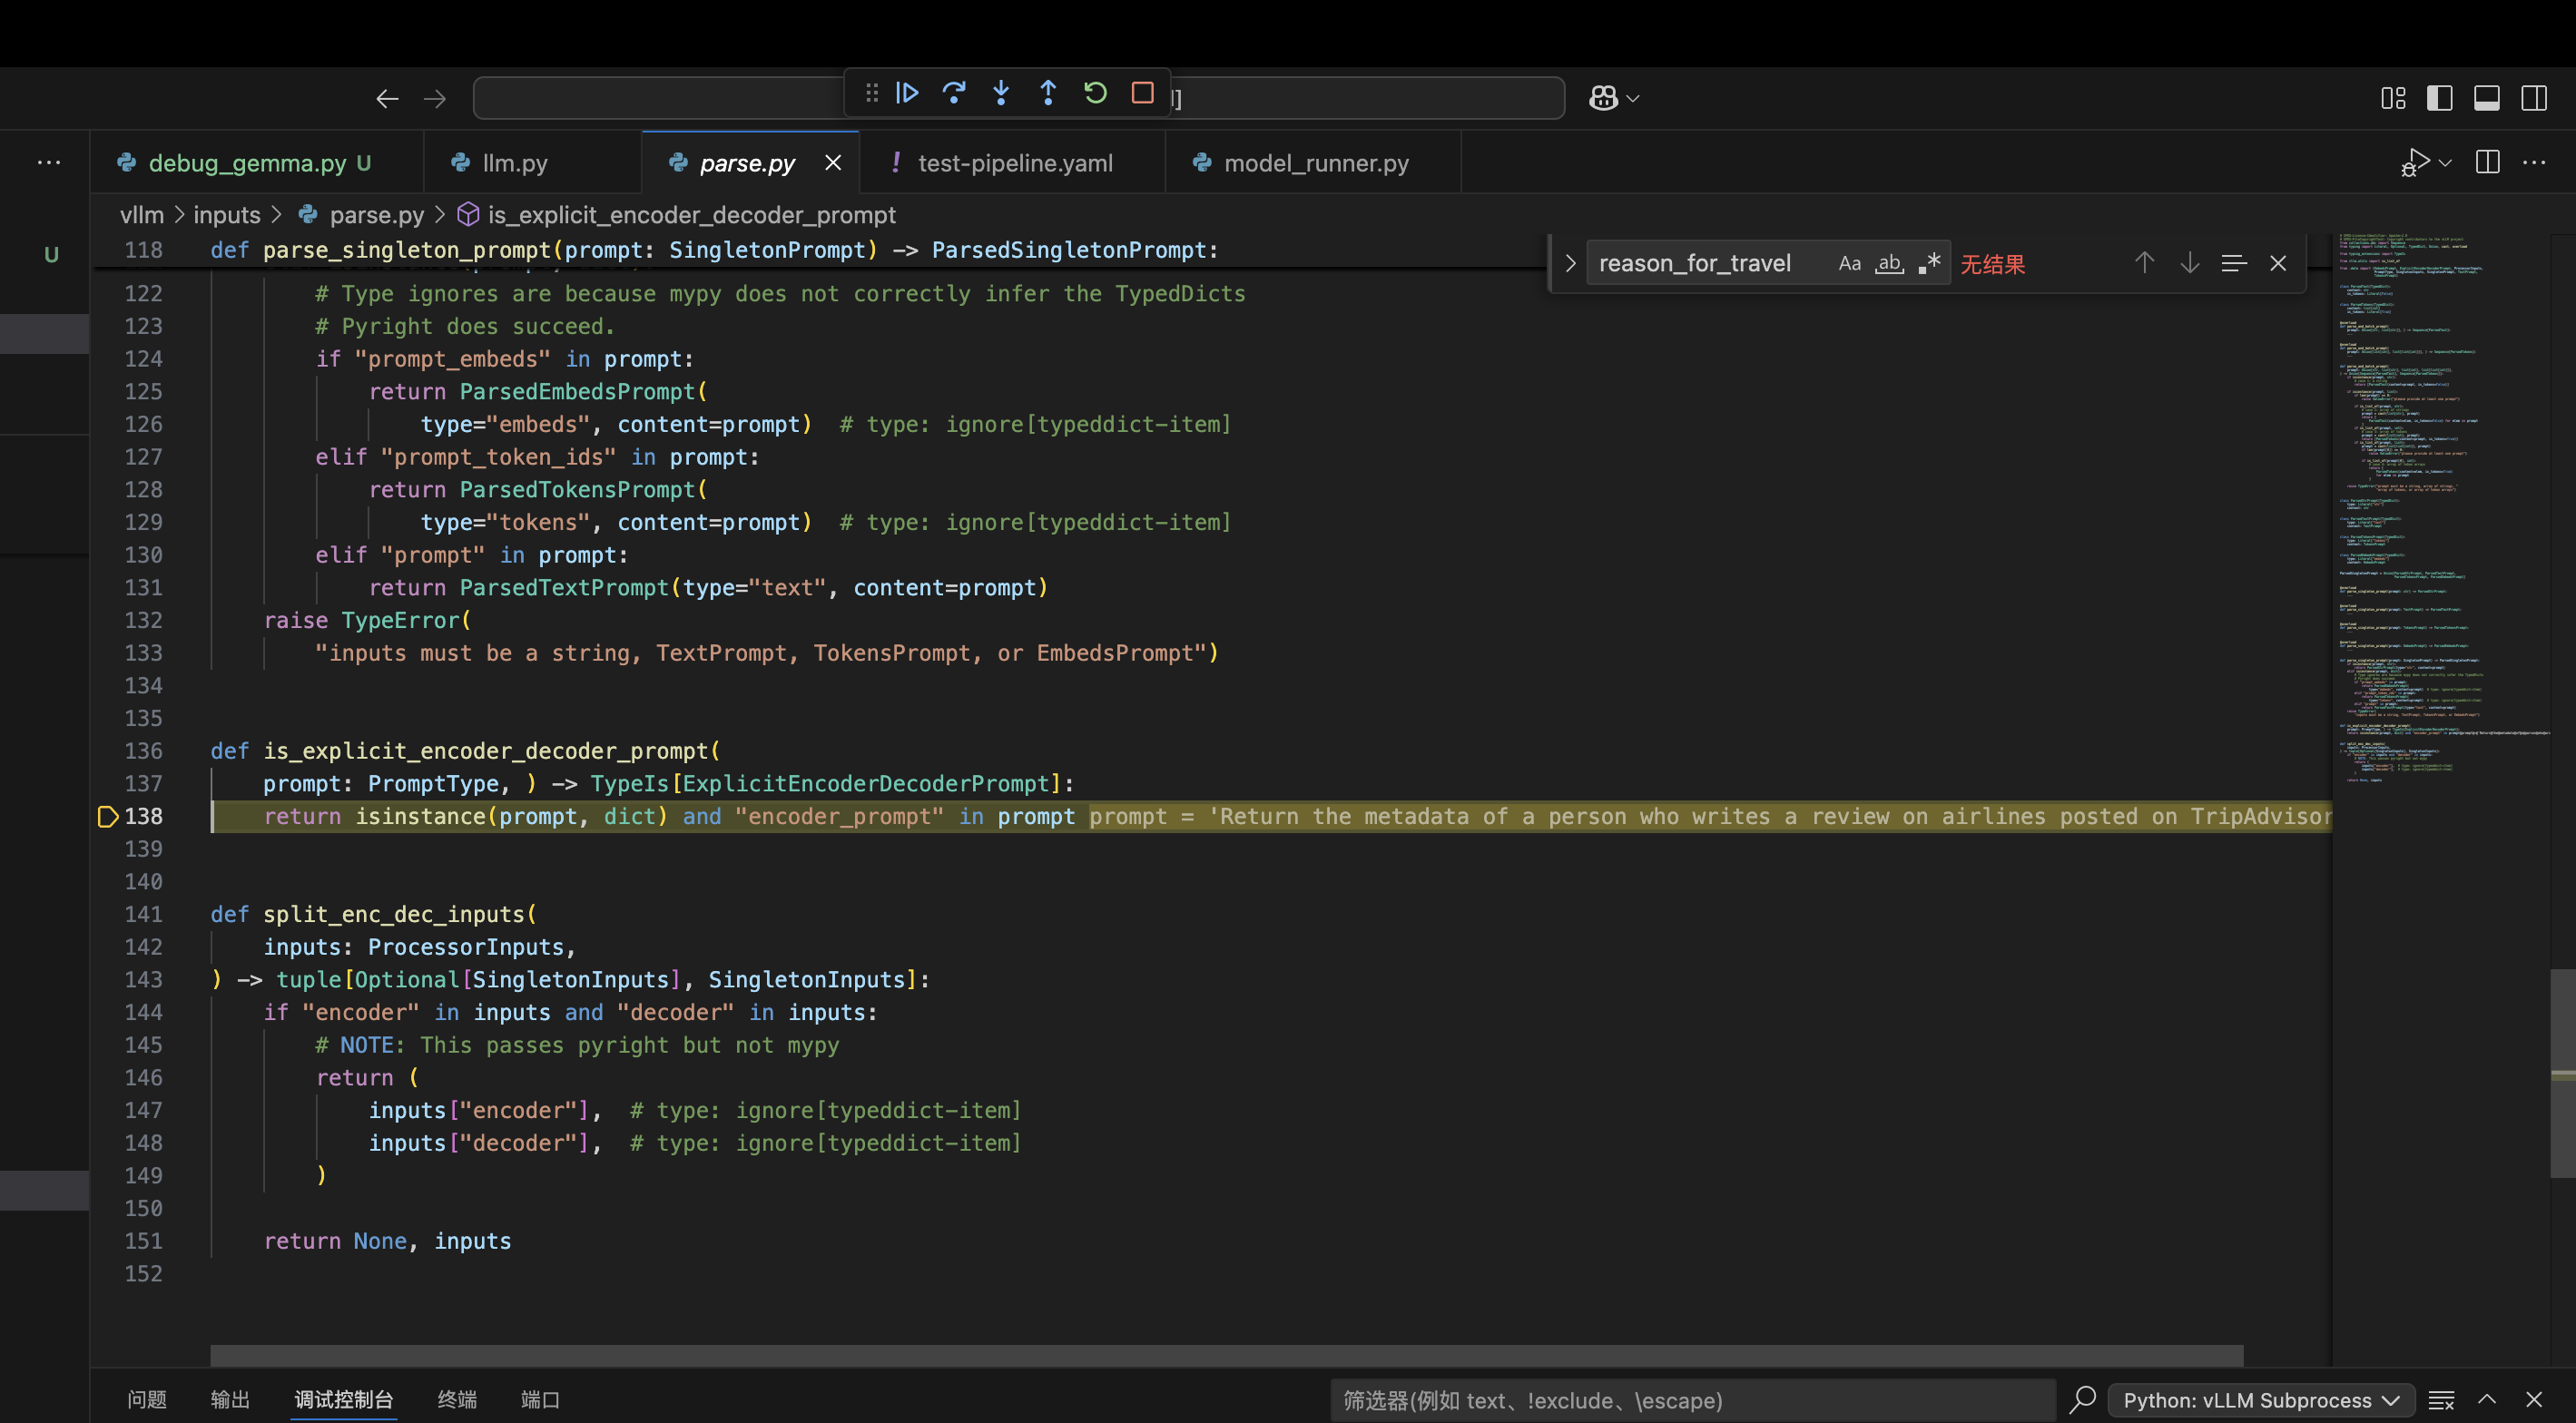 ]
debug_gemma.py U
llm.py
parse.py
! test-pipeline.yaml
model_runner.py
vllm > inputs > parse.py > is_explicit_encoder_decoder_prompt
U
118 def parse_singleton_prompt(prompt: SingletonPrompt) -> ParsedSingletonPrompt:
reason_for_travel Aa ab .* 无结果
122 # Type ignores are because mypy does not correctly infer the TypedDicts
123 # Pyright does succeed.
124 if "prompt_embeds" in prompt:
125 return ParsedEmbedsPrompt(
126 type="embeds", content=prompt) # type: ignore[typeddict-item]
127 elif "prompt_token_ids" in prompt:
128 return ParsedTokensPrompt(
129 type="tokens", content=prompt) # type: ignore[typeddict-item]
130 elif "prompt" in prompt:
131 return ParsedTextPrompt(type="text", content=prompt)
132 raise TypeError(
133 "inputs must be a string, TextPrompt, TokensPrompt, or EmbedsPrompt")
134
135
136 def is_explicit_encoder_decoder_prompt(
137 prompt: PromptType, ) -> TypeIs[ExplicitEncoderDecoderPrompt]:
138 return isinstance(prompt, dict) and "encoder_prompt" in prompt prompt = 'Return the metadata of a person who writes a review on airlines posted on TripAdvisor
139
140
141 def split_enc_dec_inputs(
142 inputs: ProcessorInputs,
143 ) -> tuple[Optional[SingletonInputs], SingletonInputs]:
144 if "encoder" in inputs and "decoder" in inputs:
145 # NOTE: This passes pyright but not mypy
146 return (
147 inputs["encoder"], # type: ignore[typeddict-item]
148 inputs["decoder"], # type: ignore[typeddict-item]
149 )
150
151 return None, inputs
152
问题 输出 调试控制台 终端 端口
筛选器(例如 text、!exclude、\escape)
Python: vLLM Subprocess